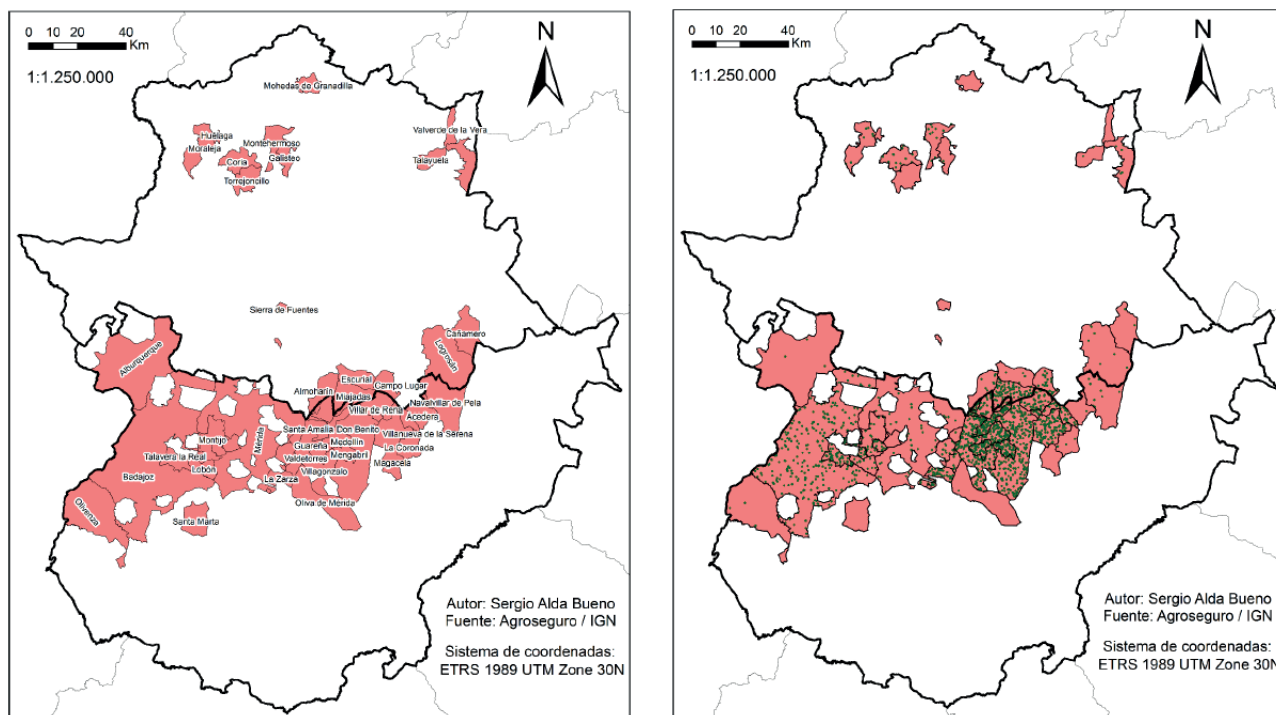 0 10 20 40
Km
1:1.250.000
N
Mohedas de Granadilla
Valverde de la Vera
Huélaga
Montehermoso
Moraleja
Galisteo
Coria
Talayuela
Torrejoncillo
Sierra de Fuentes
Cañamero
Logrosán
Alburquerque
Escurial
Almoharín
Campo Lugar
Miajadas
Navalvillar de Pela
Villar de Rena
Acedera
Santa Amalia
Don Benito
Villanueva de la Serena
Montijo
Mérida
Medellín
Guareña
La Coronada
Talavera la Real
Mengabril
Valdetorres
Magacela
Lobón
Badajoz
Villagonzalo
La Zarza
Oliva de Mérida
Olivenza
Santa Marta
Autor: Sergio Alda Bueno
Fuente: Agroseguro / IGN
Sistema de coordenadas:
ETRS 1989 UTM Zone 30N
0 10 20 40
Km
1:1.250.000
N
Autor: Sergio Alda Bueno
Fuente: Agroseguro / IGN
Sistema de coordenadas:
ETRS 1989 UTM Zone 30N